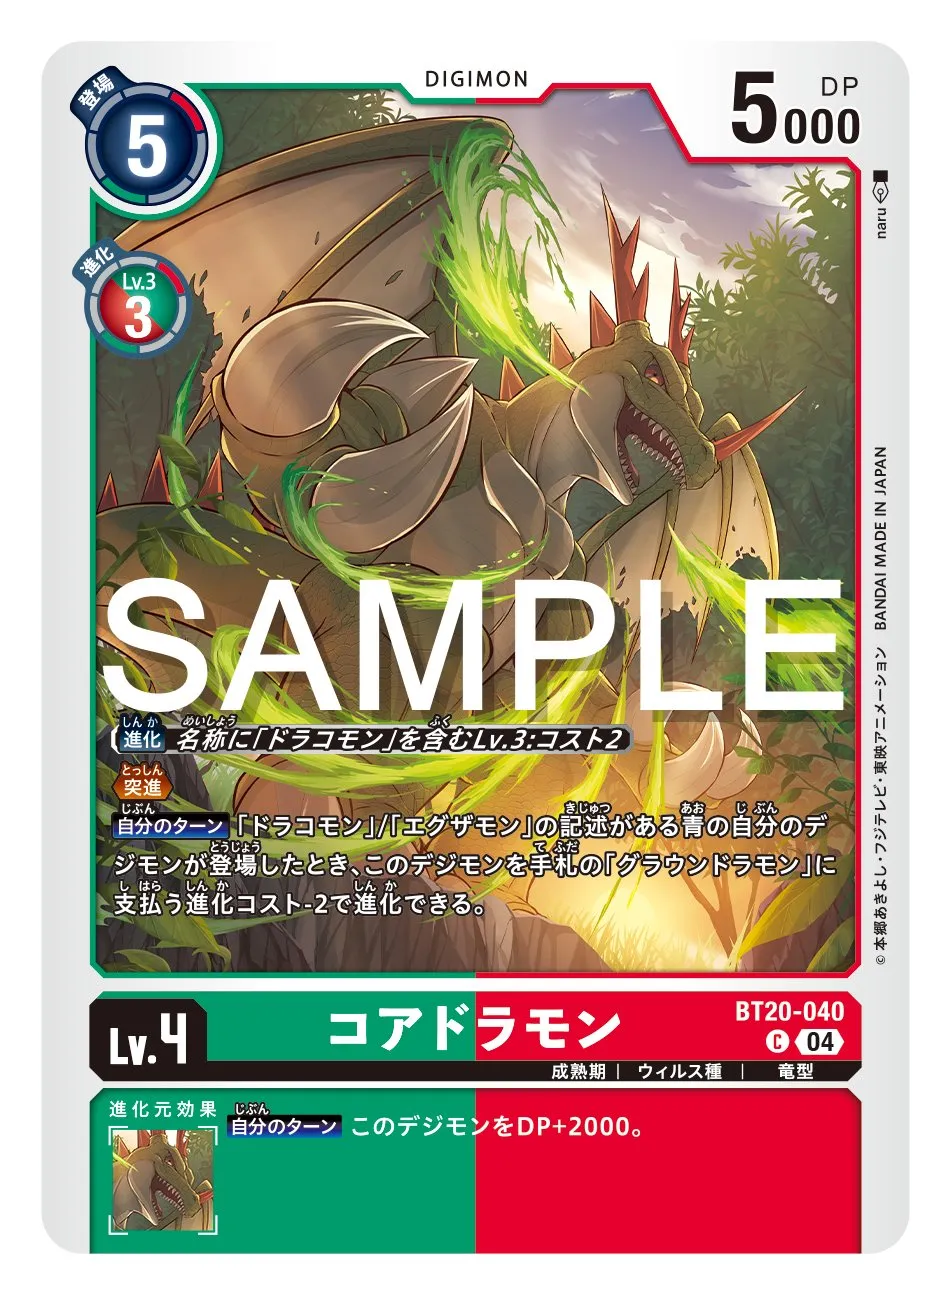 DIGIMON
登場
5
5000
DP
naru
進化
Lv.3
3
SAMPLE
進化 名称に「ドラコモン」を含むLv.3:コスト2
突進
自分のターン 「ドラコモン」/「エグザモン」の記述がある青の自分のデ
ジモンが登場したとき、このデジモンを手札の「グラウンドラモン」に
支払う進化コスト-2で進化できる。
©本郷あきよし・フジテレビ・東映アニメーション BANDAI MADE IN JAPAN
Lv.4
コアドラモン
BT20-040
C 04
成熟期 | ウィルス種 | 竜型
進化元効果
自分のターン このデジモンをDP+2000。